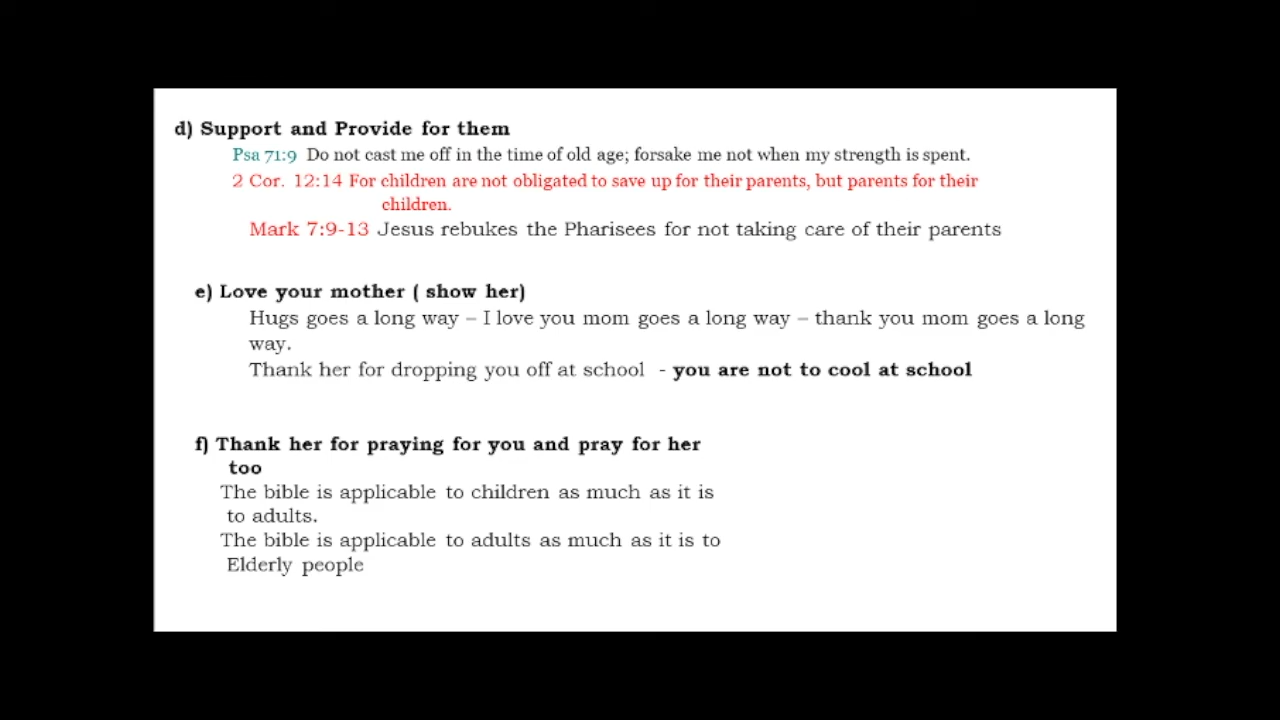 d) Support and Provide for them
Psa 71:9 Do not cast me off in the time of old age; forsake me not when my strength is spent.
2 Cor. 12:14 For children are not obligated to save up for their parents, but parents for their
children.
Mark 7:9-13 Jesus rebukes the Pharisees for not taking care of their parents
e) Love your mother ( show her)
Hugs goes a long way – I love you mom goes a long way – thank you mom goes a long
way.
Thank her for dropping you off at school - you are not to cool at school
f) Thank her for praying for you and pray for her
too
The bible is applicable to children as much as it is
to adults.
The bible is applicable to adults as much as it is to
Elderly people